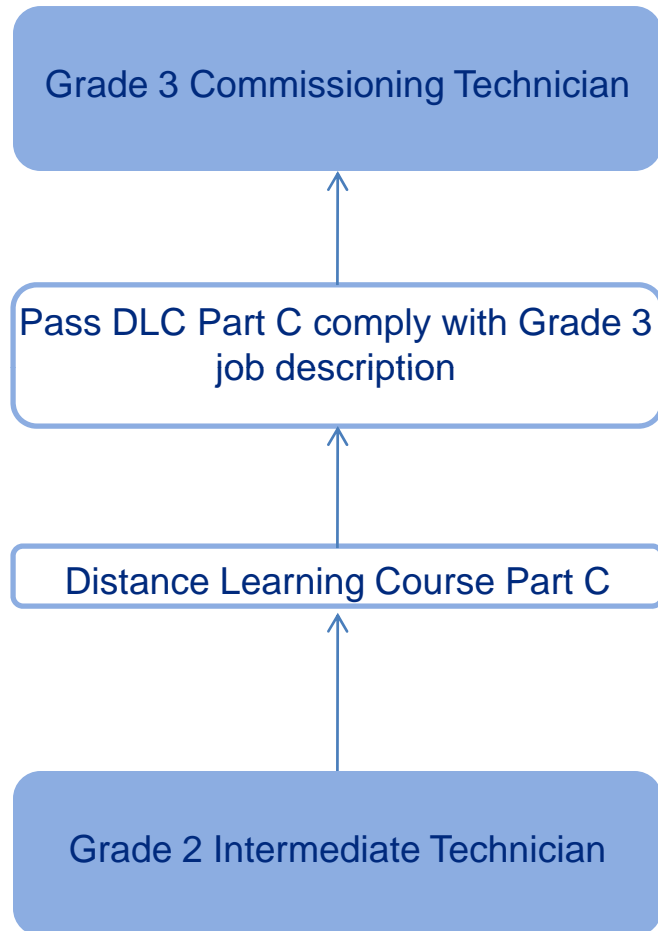 Grade 3 Commissioning Technician
Pass DLC Part C comply with Grade 3
job description
Distance Learning Course Part C
Grade 2 Intermediate Technician